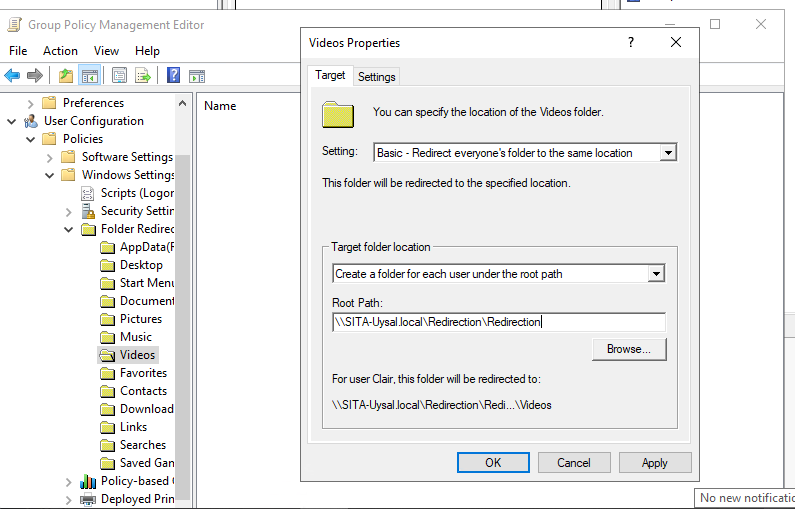 Group Policy Management Editor
File Action View Help
Preferences
User Configuration
Policies
Software Settings
Windows Settings
Scripts (Logor
Security Settir
Folder Redirec
AppData(F
Desktop
Start Menu
Document
Pictures
Music
Videos
Favorites
Contacts
Download
Links
Searches
Saved Gan
Policy-based
Deployed Prin
Name
Videos Properties
?
Target Settings
You can specify the location of the Videos folder.
Setting: Basic - Redirect everyone's folder to the same location
This folder will be redirected to the specified location.
Target folder location
Create a folder for each user under the root path
Root Path:
\\SITA-Uysal.local\Redirection\Redirection
Browse...
For user Clair, this folder will be redirected to:
\\SITA-Uysal.local\Redirection\Redi...\Videos
OK Cancel Apply
No new notificatio